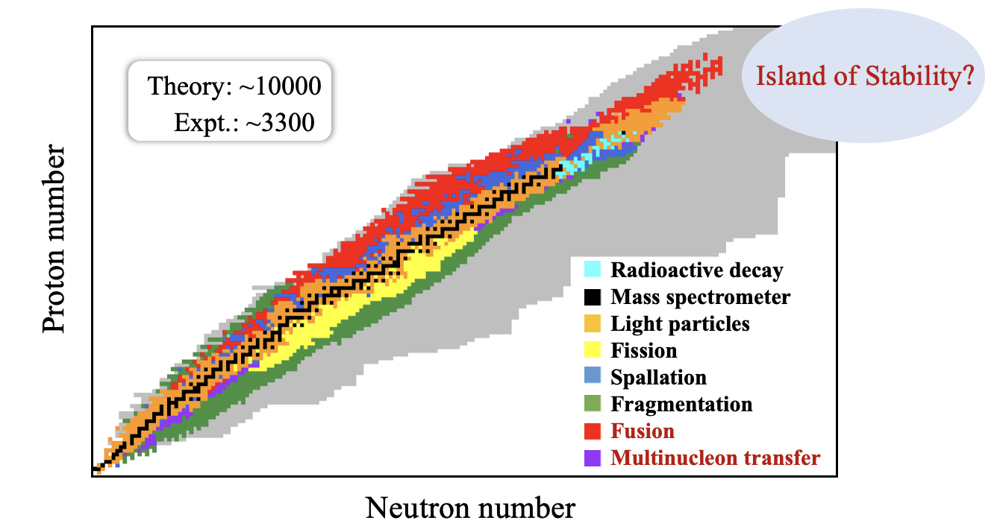 Island of Stability?
Theory: ~10000
Expt.: ~3300
Proton number
Radioactive decay
Mass spectrometer
Light particles
Fission
Spallation
Fragmentation
Fusion
Multinucleon transfer
Neutron number